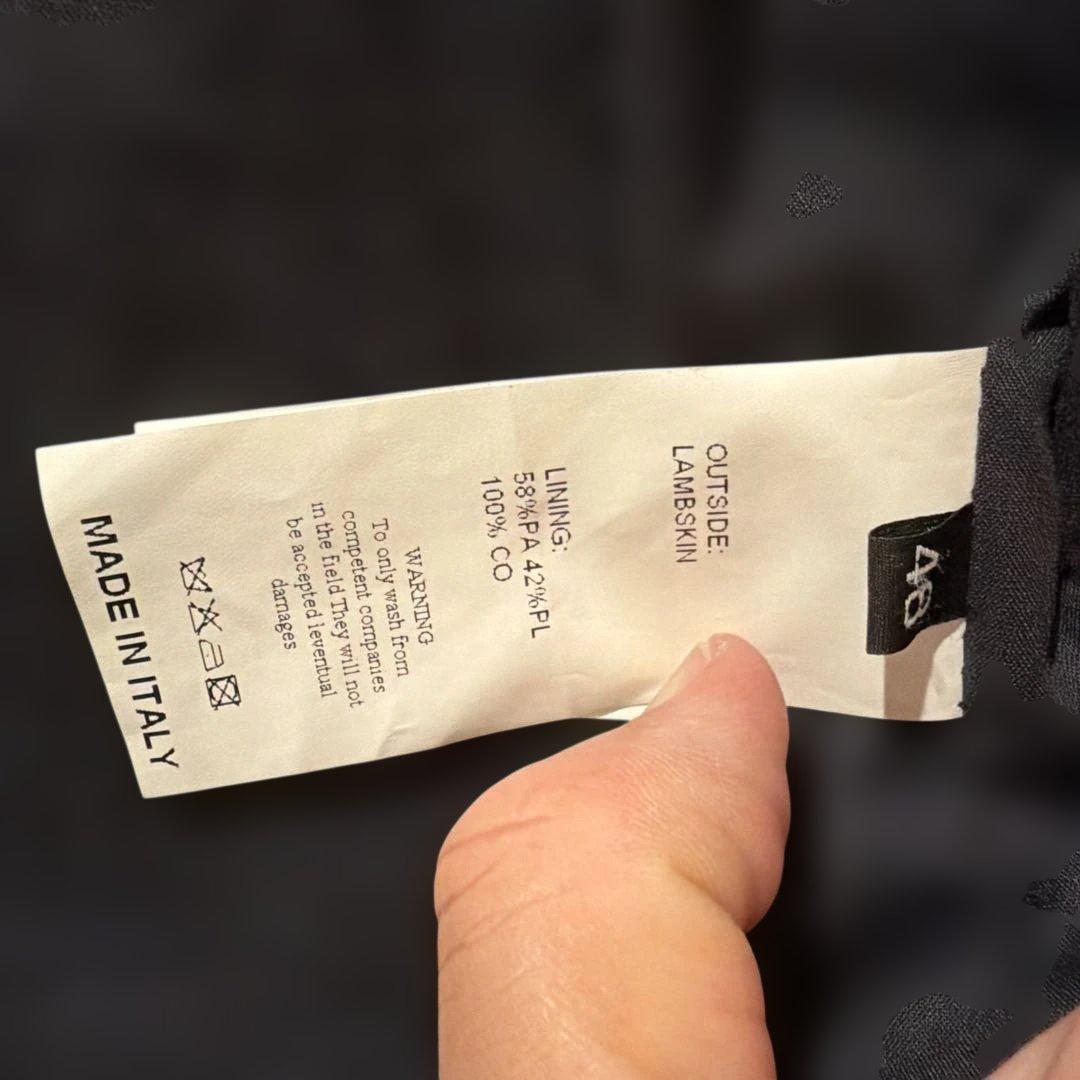 48
OUTSIDE:
LAMBSKIN
LINING:
58%PA 42%PL
100% CO
WARNING
To only wash from
competent companies
in the field They will not
be accepted leventual
damages
MADE IN ITALY